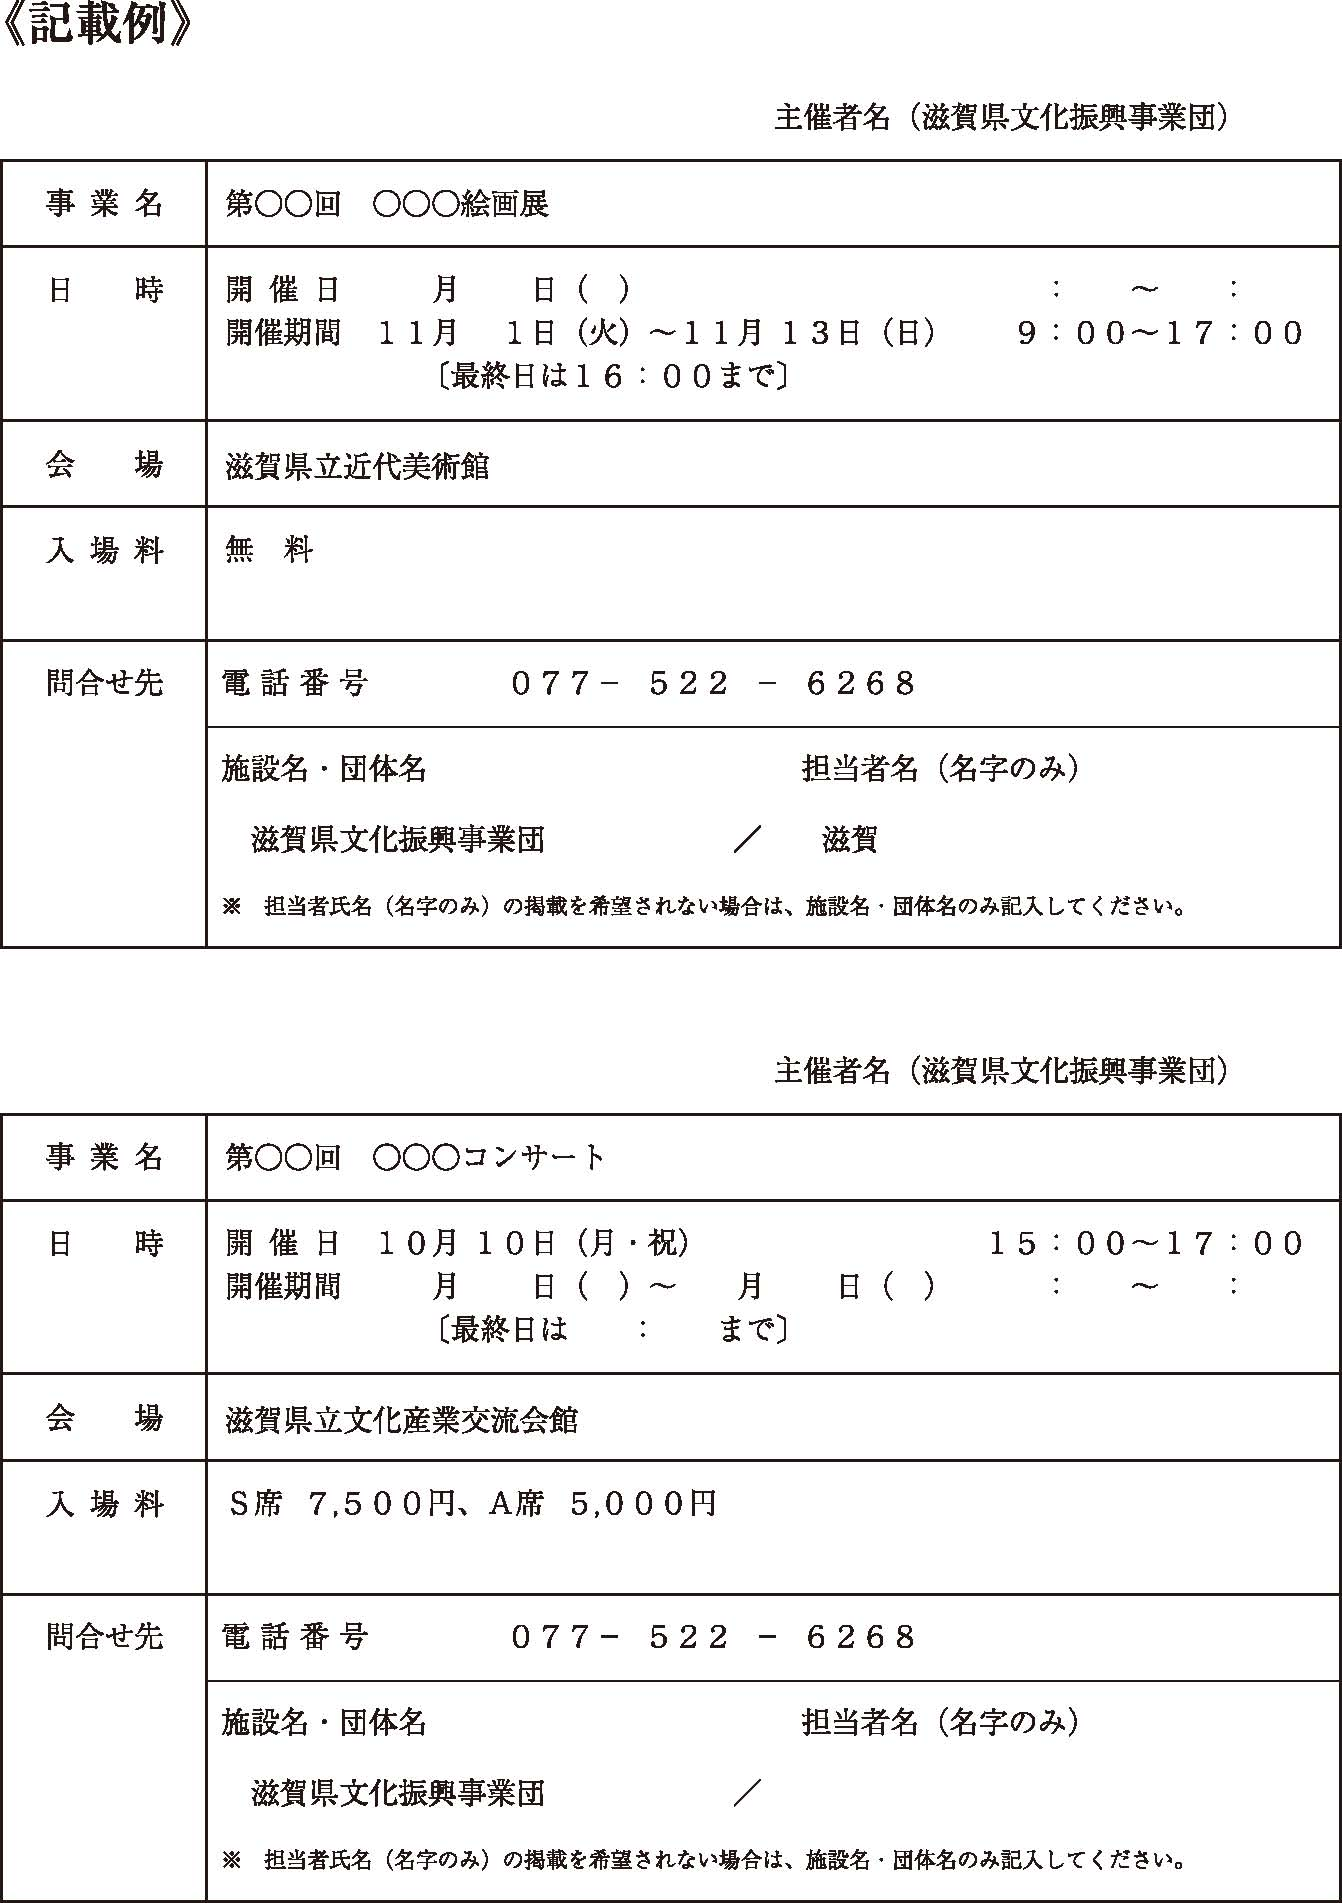 《記載例》
主催者名（滋賀県文化振興事業団）
事業名　第〇〇回　〇〇〇絵画展
日　時　開催日　　月　　日（　）　　：　～　：
開催期間　１１月　１日（火）～１１月１３日（日）　９：００～１７：００
〔最終日は１６：００まで〕
会　場　滋賀県立近代美術館
入場料　無　料
問合せ先　電話番号　０７７－　５２２　－　６２６８
施設名・団体名　担当者名（名字のみ）
滋賀県文化振興事業団　／　滋賀
※　担当者氏名（名字のみ）の掲載を希望されない場合は、施設名・団体名のみ記入してください。
主催者名（滋賀県文化振興事業団）
事業名　第〇〇回　〇〇〇コンサート
日　時　開催日　１０月１０日（月・祝）　１５：００～１７：００
開催期間　　月　　日（　）～　　月　　日（　）　　：　～　：
〔最終日は　　：　　まで〕
会　場　滋賀県立文化産業交流会館
入場料　Ｓ席　７,５００円、Ａ席　５,０００円
問合せ先　電話番号　０７７－　５２２　－　６２６８
施設名・団体名　担当者名（名字のみ）
滋賀県文化振興事業団　／
※　担当者氏名（名字のみ）の掲載を希望されない場合は、施設名・団体名のみ記入してください。